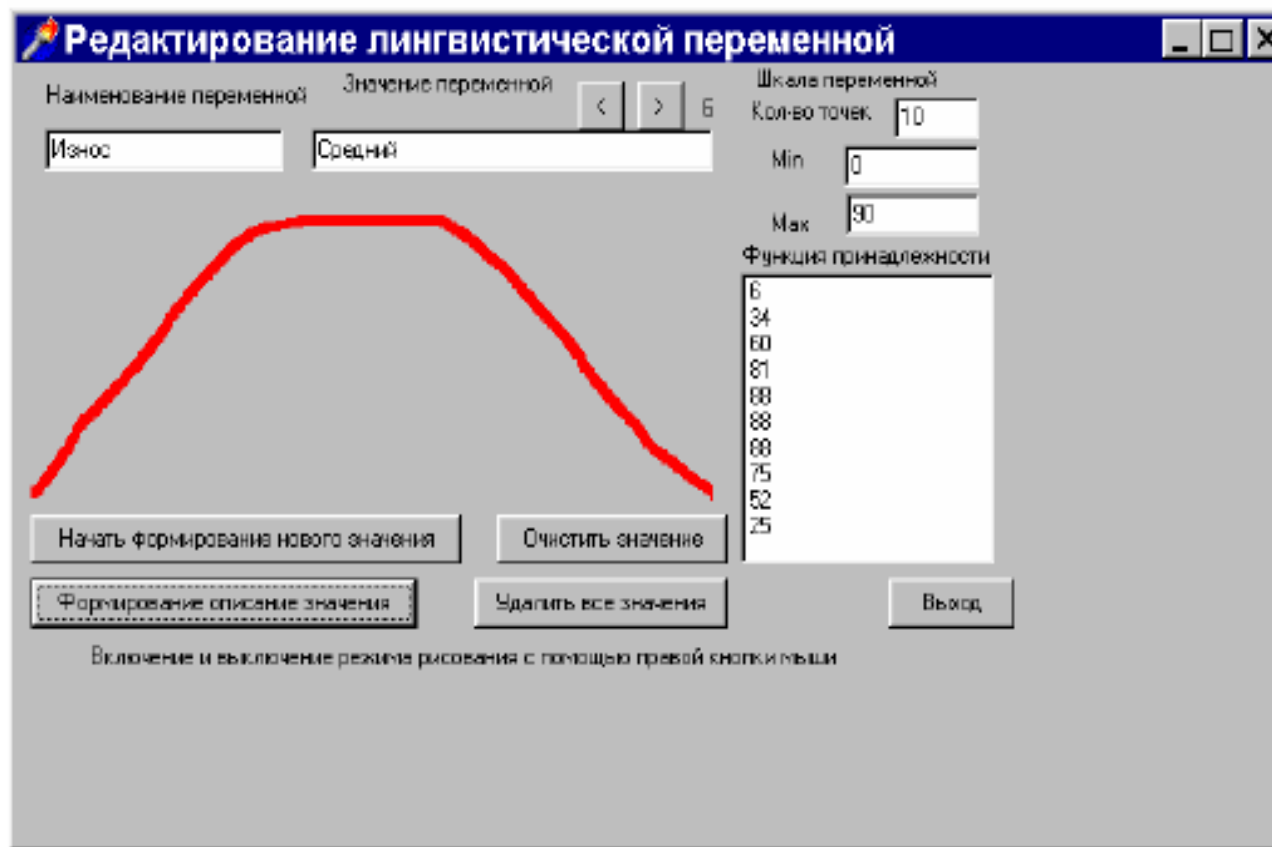 Редактирование лингвистической переменной
Наименование переменной
Значение переменной
< > 6
Износ
Средний
Шкала переменной
Кол-во точек 10
Min 0
Max 90
Функция принадлежности
6
34
60
81
88
88
88
75
52
25
Начать формирование нового значения
Очистить значение
Формирование описание значения
Удалить все значения
Выход
Включение и выключение режима рисования с помощью правой кнопки мыши